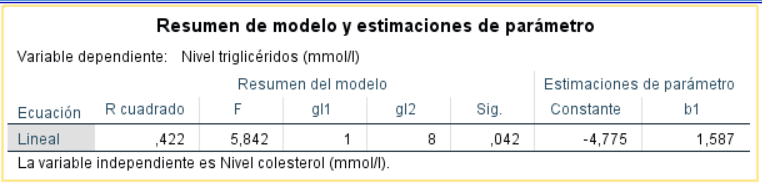 Resumen de modelo y estimaciones de parámetro
Variable dependiente: Nivel triglicéridos (mmol/l)
Resumen del modelo Estimaciones de parámetro
Ecuación R cuadrado F gl1 gl2 Sig. Constante b1
Lineal ,422 5,842 1 8 ,042 -4,775 1,587
La variable independiente es Nivel colesterol (mmol/l).